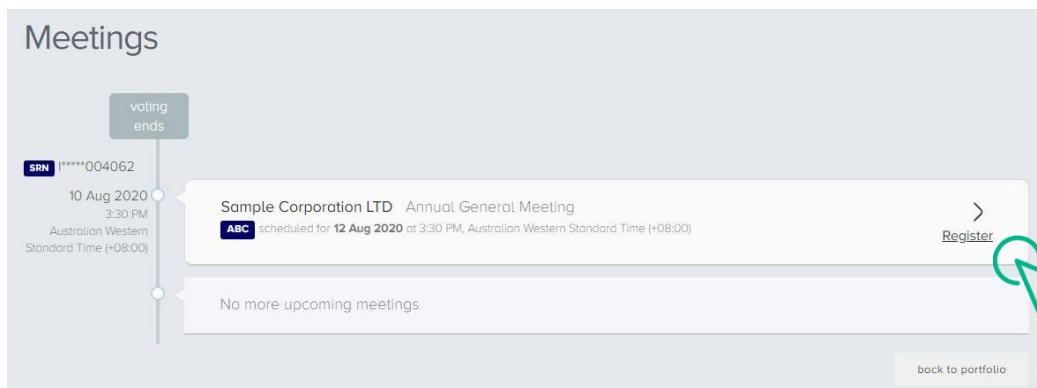 Meetings
voting
ends
SRN I*****004062
10 Aug 2020
3:30 PM
Australian Western
Standard Time (+08:00)
Sample Corporation LTD Annual General Meeting
ABC scheduled for 12 Aug 2020 at 3:30 PM, Australian Western Standard Time (+08:00)
Register
No more upcoming meetings
back to portfolio